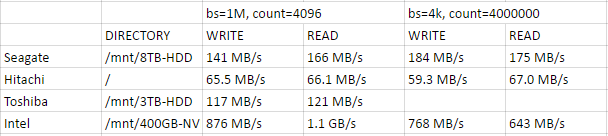 bs=1M, count=4096 bs=4k, count=4000000
DIRECTORY WRITE READ WRITE READ
Seagate /mnt/8TB-HDD 141 MB/s 166 MB/s 184 MB/s 175 MB/s
Hitachi / 65.5 MB/s 66.1 MB/s 59.3 MB/s 67.0 MB/s
Toshiba /mnt/3TB-HDD 117 MB/s 121 MB/s
Intel /mnt/400GB-NV 876 MB/s 1.1 GB/s 768 MB/s 643 MB/s